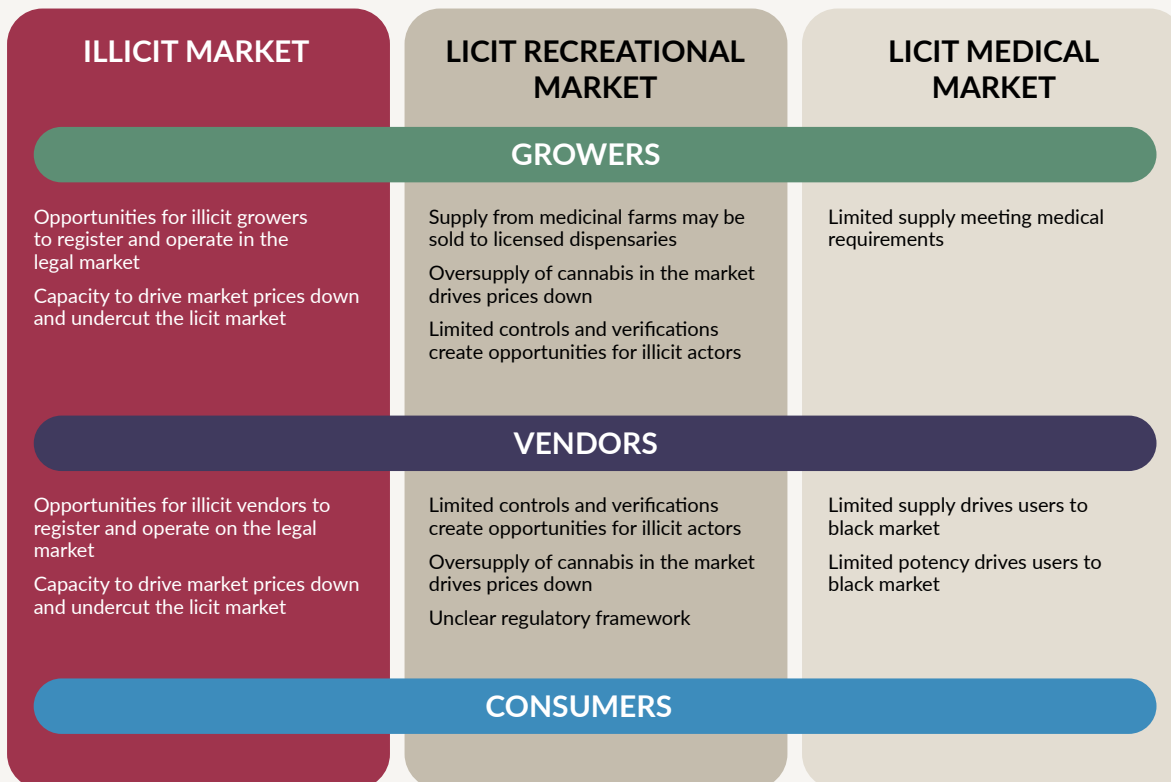 ILLICIT MARKET
LICIT RECREATIONAL
MARKET
LICIT MEDICAL
MARKET
GROWERS
Opportunities for illicit growers
to register and operate in the
legal market
Capacity to drive market prices down
and undercut the licit market
Supply from medicinal farms may be
sold to licensed dispensaries
Oversupply of cannabis in the market
drives prices down
Limited controls and verifications
create opportunities for illicit actors
Limited supply meeting medical
requirements
VENDORS
Opportunities for illicit vendors to
register and operate on the legal
market
Capacity to drive market prices down
and undercut the licit market
Limited controls and verifications
create opportunities for illicit actors
Oversupply of cannabis in the market
drives prices down
Unclear regulatory framework
Limited supply drives users to
black market
Limited potency drives users to
black market
CONSUMERS